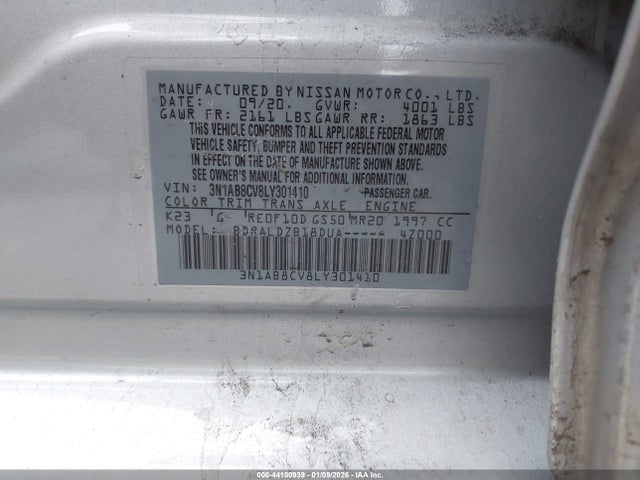 MANUFACTURED BY NISSAN MOTOR CO., LTD.
DATE: 09/20. GVWR: 4001 LBS
GAWR FR: 2161 LBS GAWR RR: 1863 LBS
THIS VEHICLE CONFORMS TO ALL APPLICABLE FEDERAL MOTOR
VEHICLE SAFETY, BUMPER AND THEFT PREVENTION STANDARDS
IN EFFECT ON THE DATE OF MANUFACTURE SHOWN ABOVE.
SEE OWNER'S MANUAL FOR ADDITIONAL INFORMATION
VIN: 3N1AB8CV8LY301410 PASSENGER CAR.
COLOR TRIM TRANS AXLE ENGINE
K23 G RE0F10D GS50 MR20 1997 CC
MODEL: BDRALDZB18DUA----- 47000
3N1AB8CV8LY301410
000-44100939 - 01/09/2026 - IAAI.COM